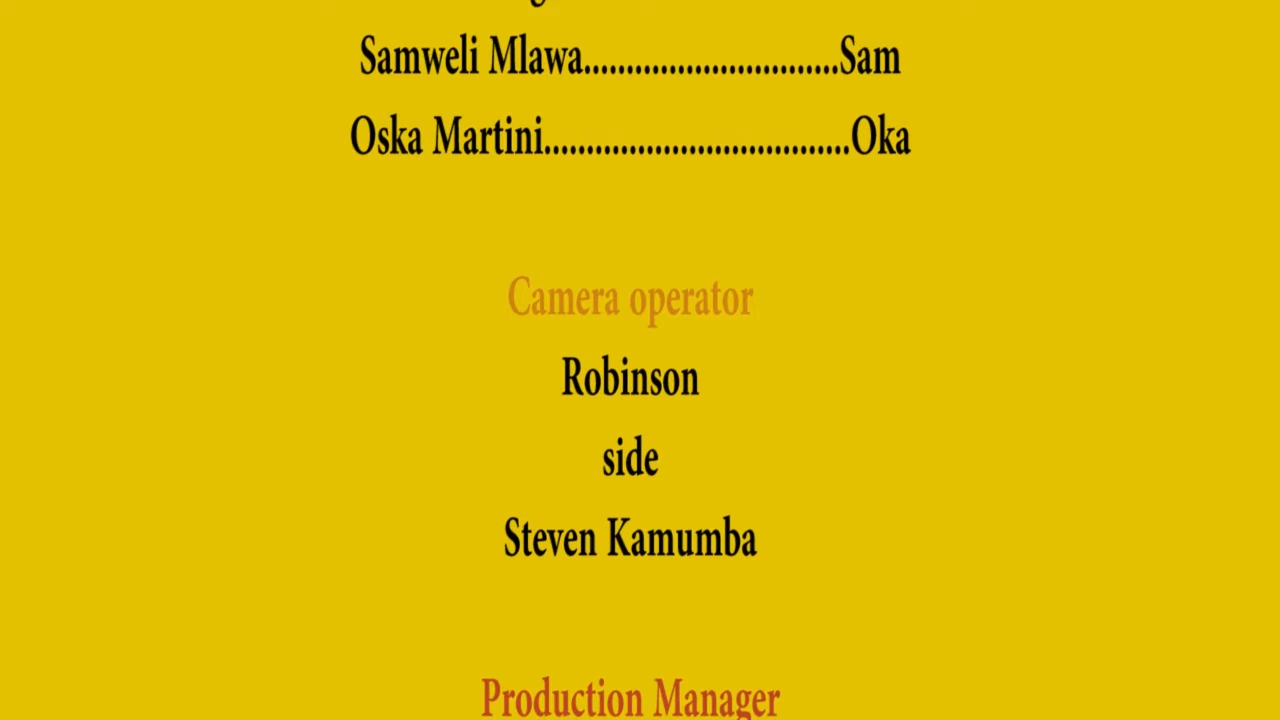 Samweli Mlawa..............................Sam
Oska Martini....................................Oka
Camera operator
Robinson
side
Steven Kamumba
Production Manager